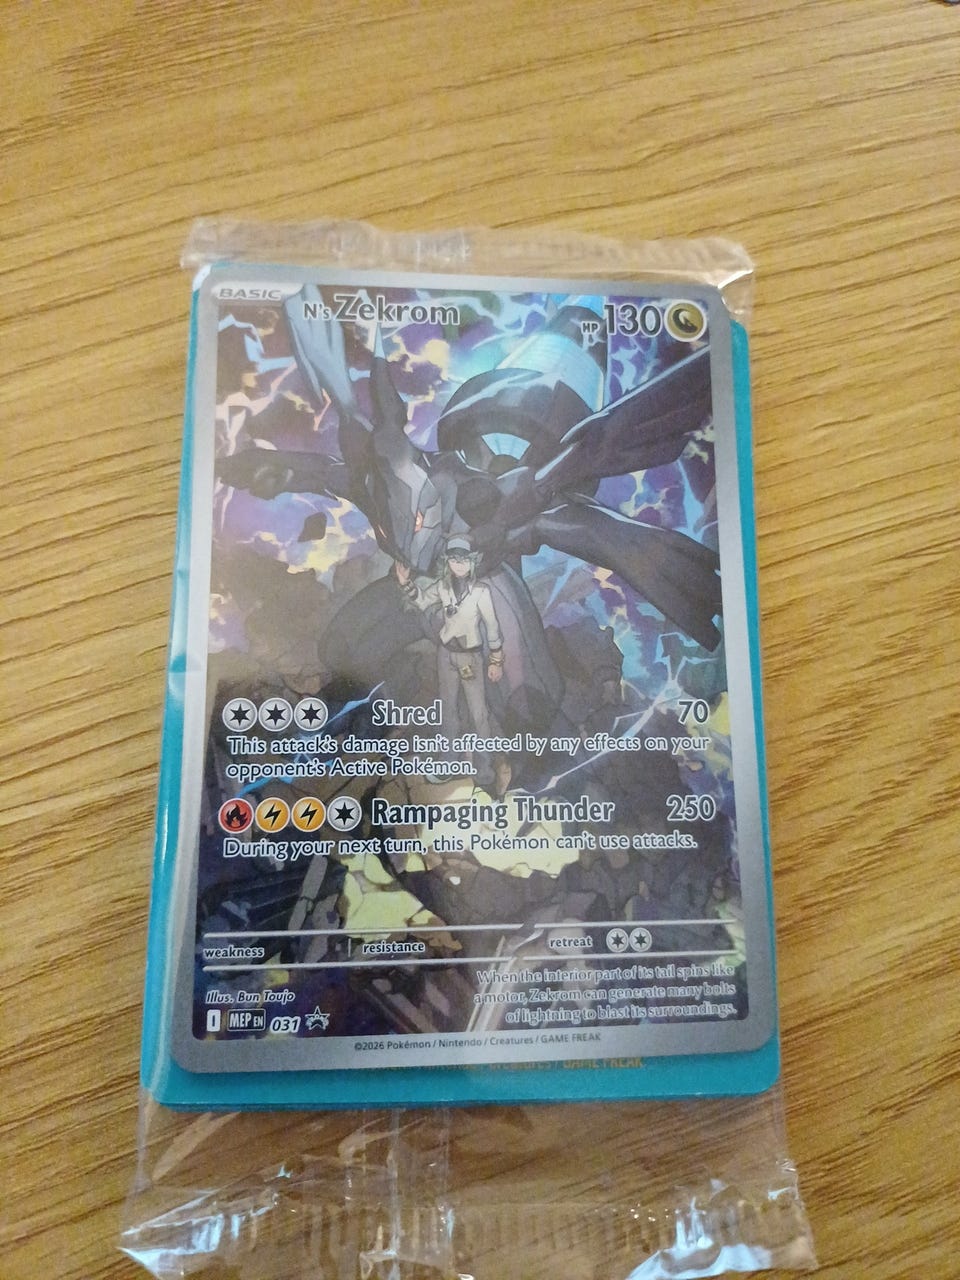 BASIC
N's Zekrom
HP 130
Shred 70
This attack's damage isn't affected by any effects on your
opponent's Active Pokémon.
Rampaging Thunder 250
During your next turn, this Pokémon can't use attacks.
weakness resistance retreat
When the interior part of its tail spins like
a motor, Zekrom can generate many bolts
of lightning to blast its surroundings.
Illus. Bun Toujo
I MEP EN 031
©2026 Pokémon / Nintendo / Creatures / GAME FREAK
Creatures / GAME FREAK